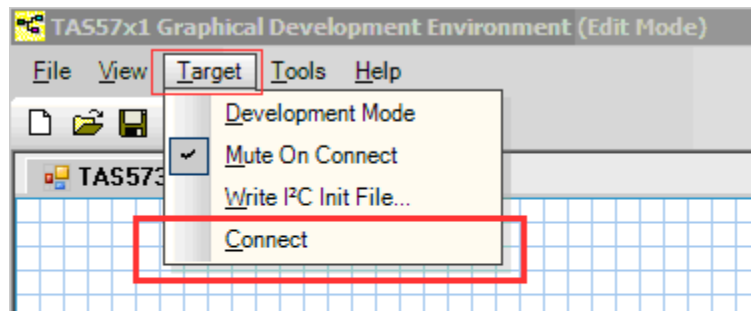 TAS57x1 Graphical Development Environment (Edit Mode)
File View Target Tools Help
Development Mode
Mute On Connect
TAS573
Write I²C Init File...
Connect